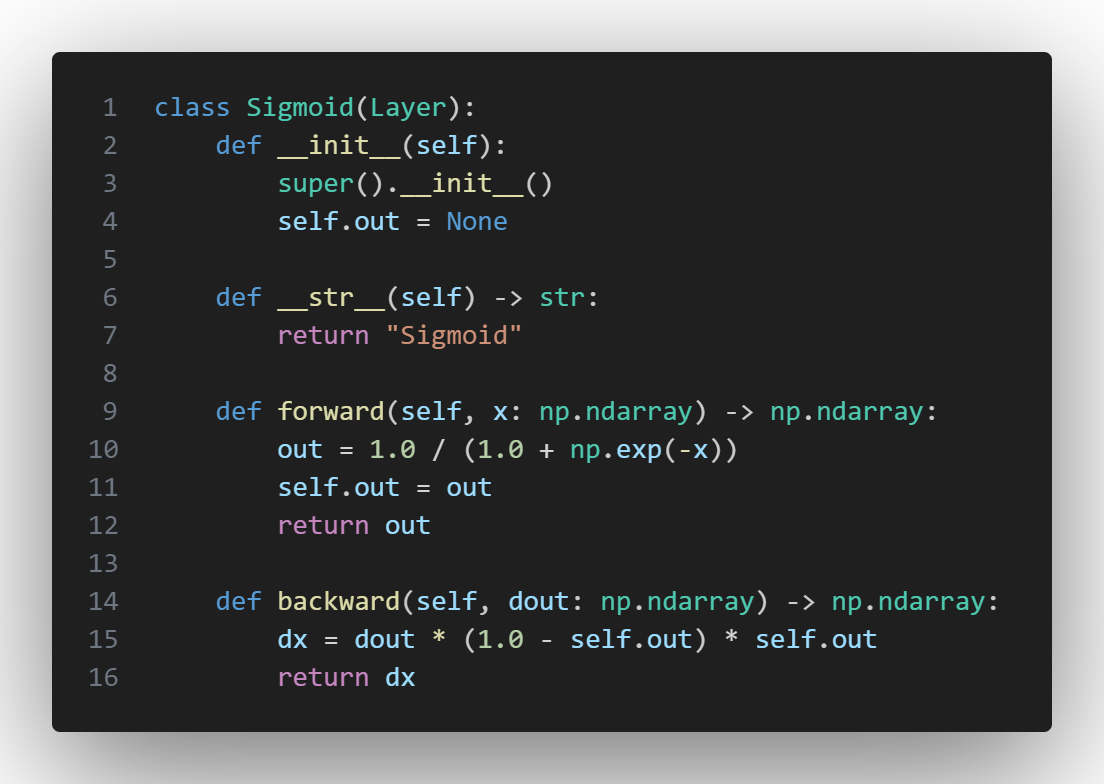 1 class Sigmoid(Layer):
2     def __init__(self):
3         super().__init__()
4         self.out = None
5
6     def __str__(self) -> str:
7         return "Sigmoid"
8
9     def forward(self, x: np.ndarray) -> np.ndarray:
10         out = 1.0 / (1.0 + np.exp(-x))
11         self.out = out
12         return out
13
14     def backward(self, dout: np.ndarray) -> np.ndarray:
15         dx = dout * (1.0 - self.out) * self.out
16         return dx